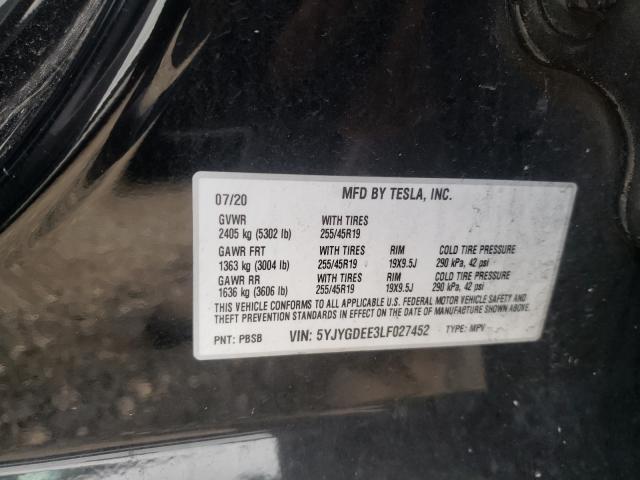 07/20 MFD BY TESLA, INC.
GVWR WITH TIRES
2405 kg (5302 lb) 255/45R19
GAWR FRT WITH TIRES RIM COLD TIRE PRESSURE
1363 kg (3004 lb) 255/45R19 19X9.5J 290 kPa, 42 psi
GAWR RR WITH TIRES RIM COLD TIRE PRESSURE
1636 kg (3606 lb) 255/45R19 19X9.5J 290 kPa, 42 psi
THIS VEHICLE CONFORMS TO ALL APPLICABLE U.S. FEDERAL MOTOR VEHICLE SAFETY AND
THEFT PREVENTION STANDARDS IN EFFECT ON THE DATE OF MANUFACTURE SHOWN ABOVE.
PNT: PBSB VIN: 5YJYGDEE3LF027452 TYPE: MPV